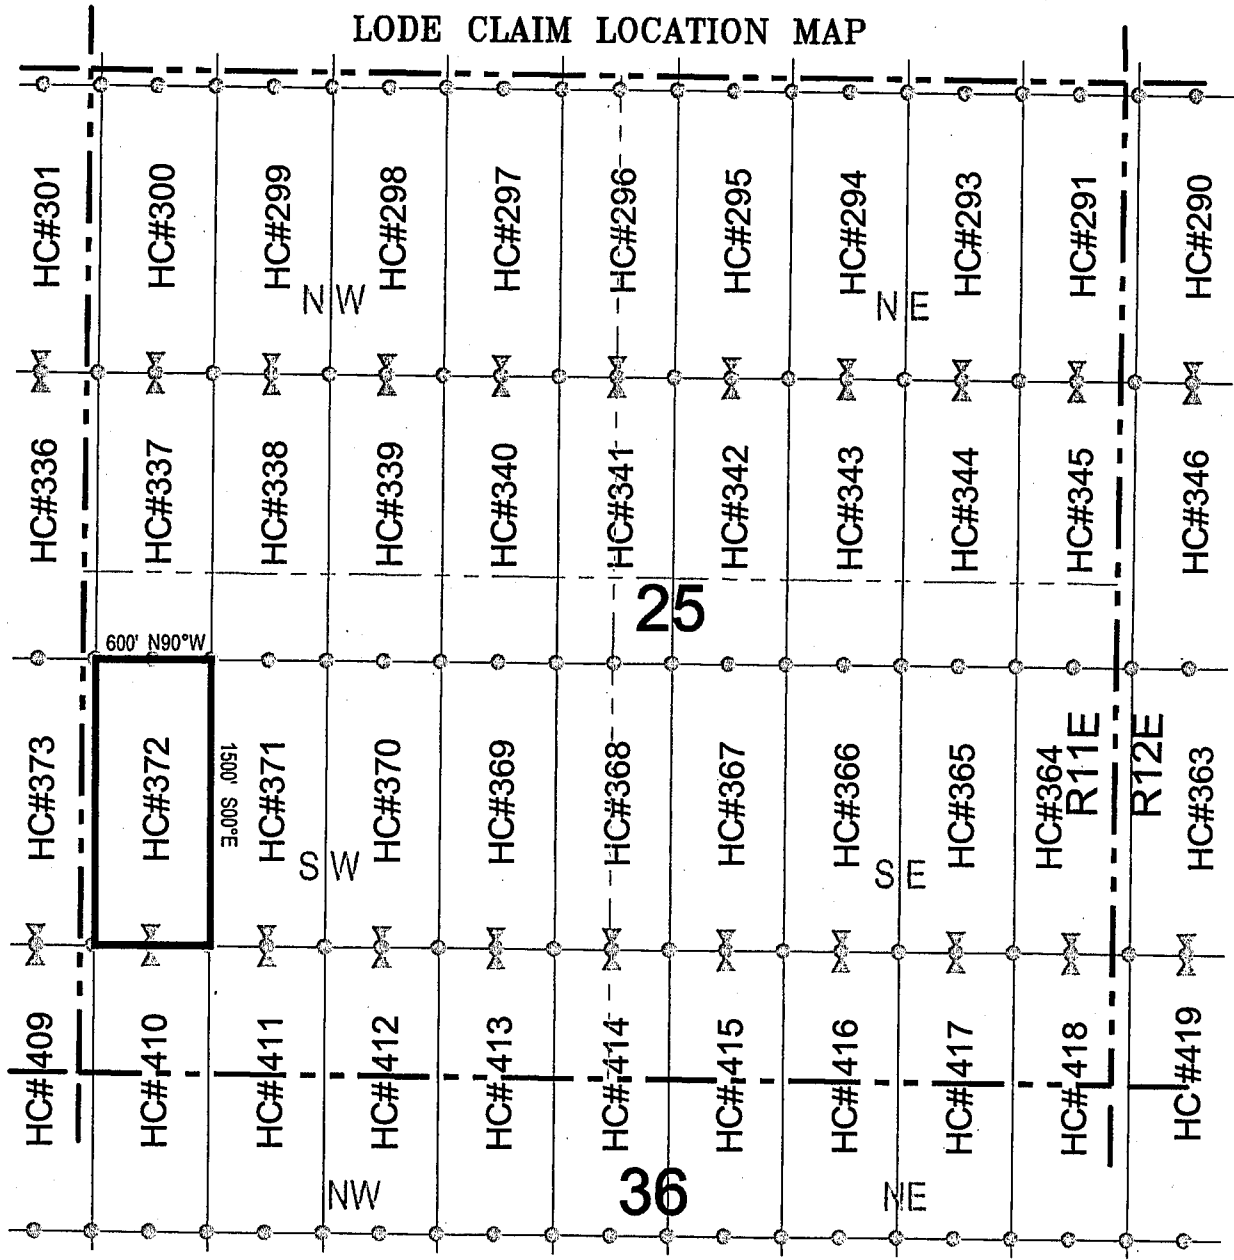 LODE CLAIM LOCATION MAP
HC#301
HC#300
HC#299
HC#298
HC#297
HC#296
HC#295
HC#294
HC#293
HC#291
HC#290
NW
NE
HC#336
HC#337
HC#338
HC#339
HC#340
HC#341
HC#342
HC#343
HC#344
HC#345
HC#346
25
600' N90°W
HC#373
HC#372
1500' S00°E
HC#371
HC#370
HC#369
HC#368
HC#367
HC#366
HC#365
HC#364
R11E
R12E
HC#363
SW
SE
HC#409
HC#410
HC#411
HC#412
HC#413
HC#414
HC#415
HC#416
HC#417
HC#418
HC#419
NW
36
NE